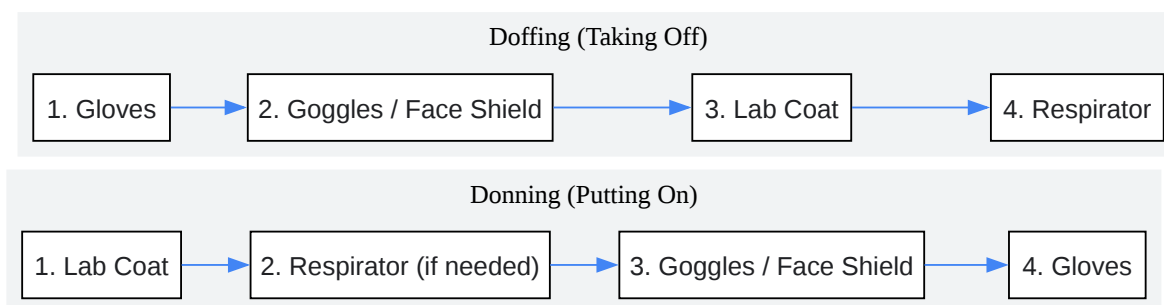 Doffing (Taking Off)
1. Gloves
2. Goggles / Face Shield
3. Lab Coat
4. Respirator
Donning (Putting On)
1. Lab Coat
2. Respirator (if needed)
3. Goggles / Face Shield
4. Gloves